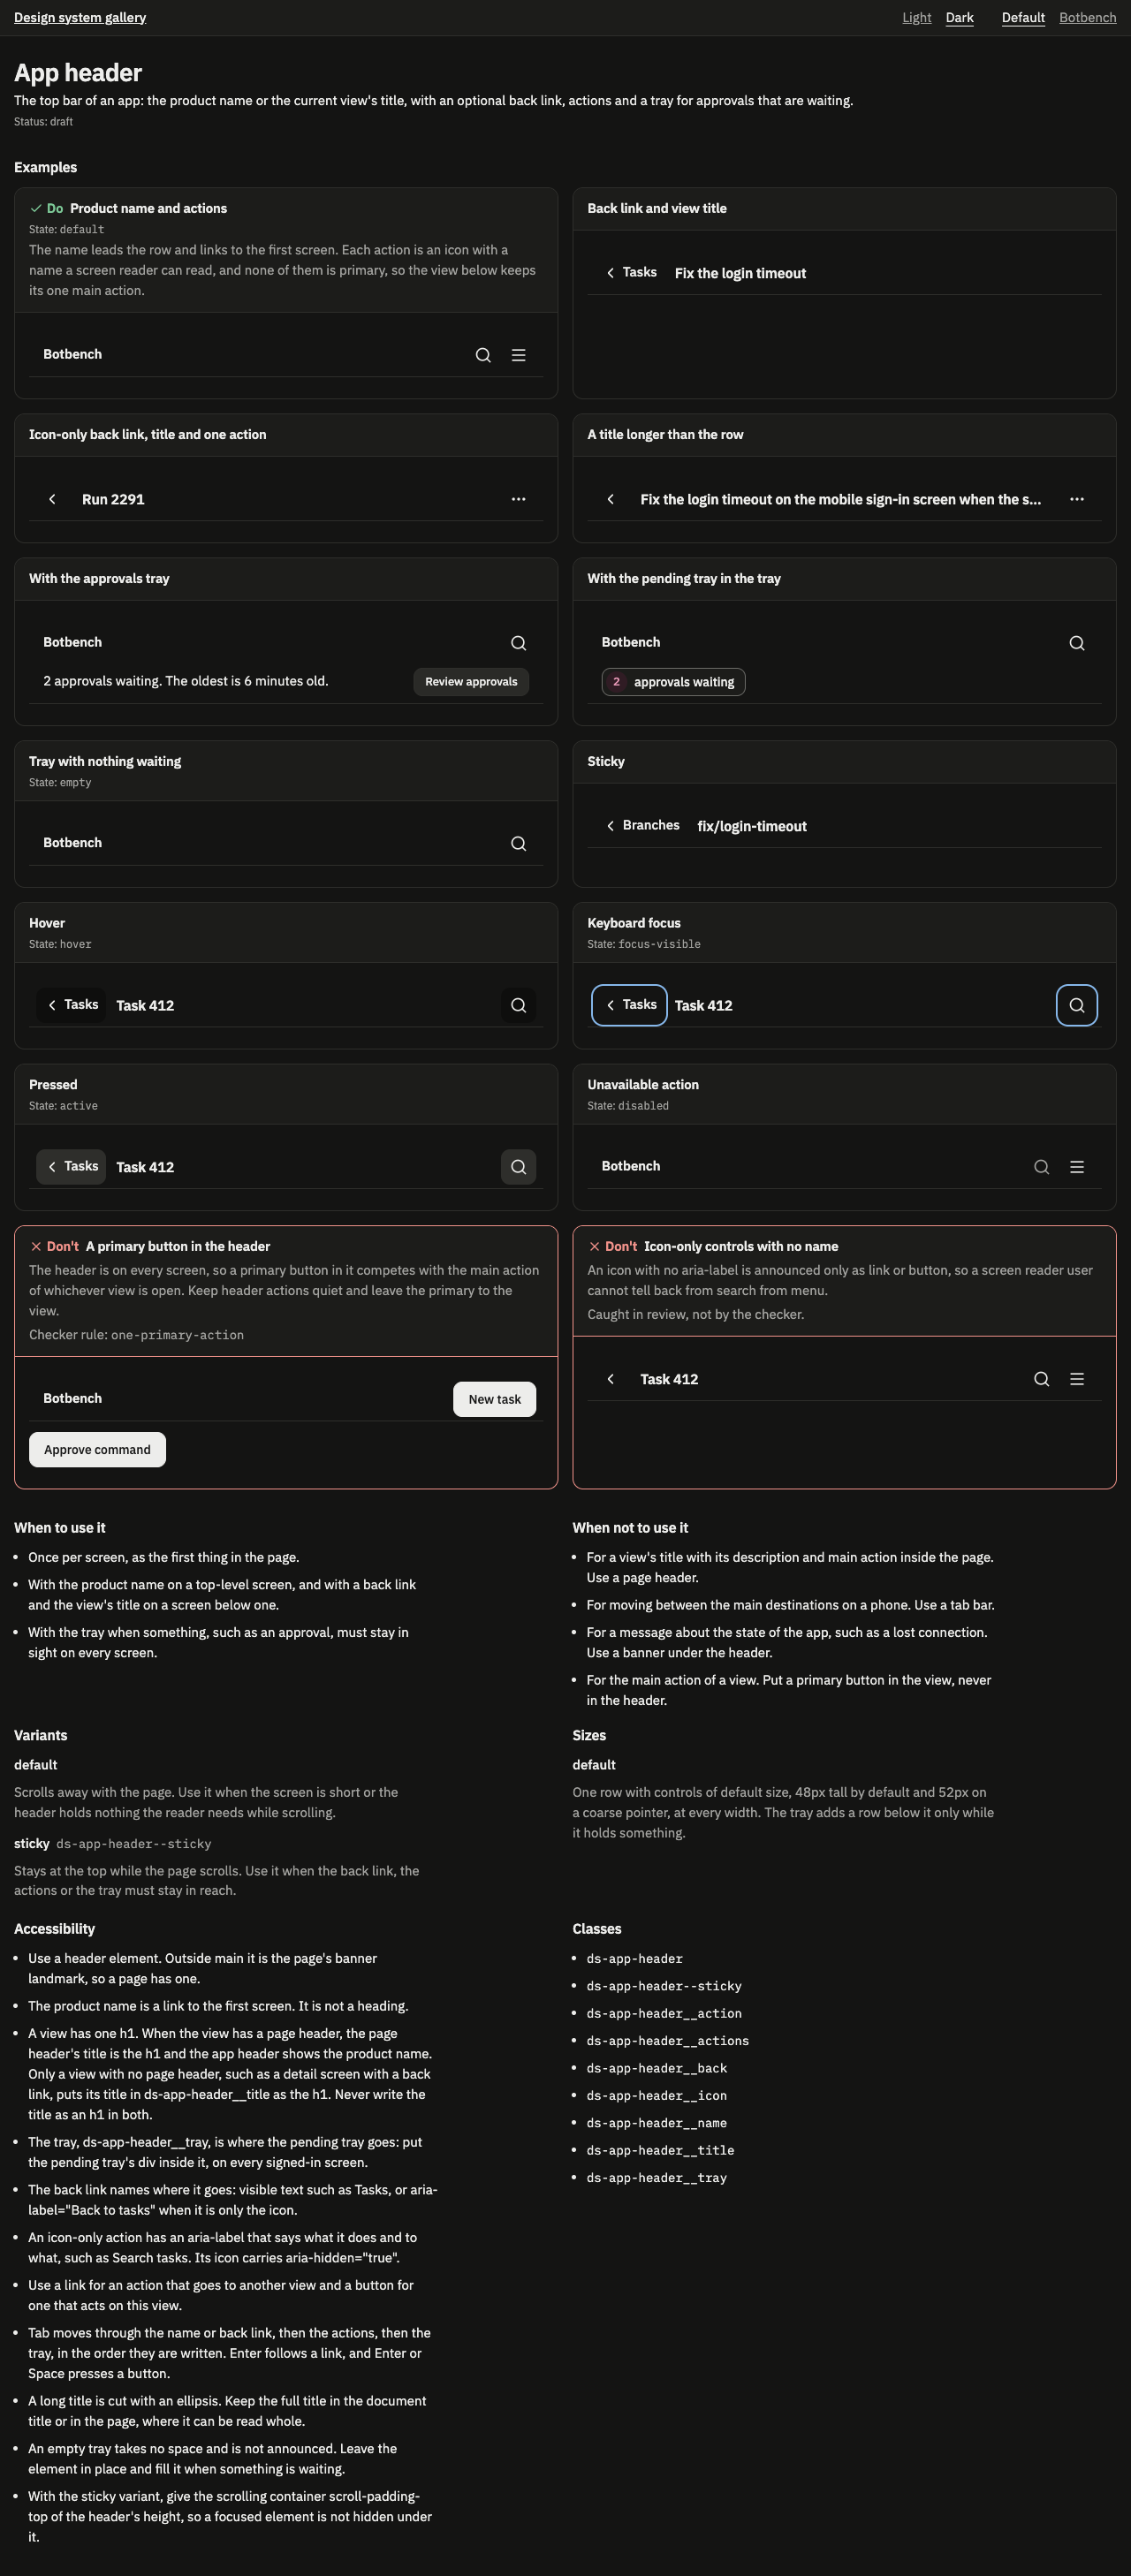 Design system gallery
Light Dark Default Botbench
App header
The top bar of an app: the product name or the current view's title, with an optional back link, actions and a tray for approvals that are waiting.
Status: draft
Examples
Do Product name and actions
State: default
The name leads the row and links to the first screen. Each action is an icon with a
name a screen reader can read, and none of them is primary, so the view below keeps
its one main action.
Botbench
Back link and view title
Tasks Fix the login timeout
Icon-only back link, title and one action
Run 2291
A title longer than the row
Fix the login timeout on the mobile sign-in screen when the s...
With the approvals tray
Botbench
2 approvals waiting. The oldest is 6 minutes old.
Review approvals
With the pending tray in the tray
Botbench
2 approvals waiting
Tray with nothing waiting
State: empty
Botbench
Sticky
Branches fix/login-timeout
Hover
State: hover
Tasks Task 412
Keyboard focus
State: focus-visible
Tasks Task 412
Pressed
State: active
Tasks Task 412
Unavailable action
State: disabled
Botbench
Don't A primary button in the header
The header is on every screen, so a primary button in it competes with the main action
of whichever view is open. Keep header actions quiet and leave the primary to the
view.
Checker rule: one-primary-action
Botbench
New task
Approve command
Don't Icon-only controls with no name
An icon with no aria-label is announced only as link or button, so a screen reader user
cannot tell back from search from menu.
Caught in review, not by the checker.
Task 412
When to use it
Once per screen, as the first thing in the page.
With the product name on a top-level screen, and with a back link
and the view's title on a screen below one.
With the tray when something, such as an approval, must stay in
sight on every screen.
When not to use it
For a view's title with its description and main action inside the page.
Use a page header.
For moving between the main destinations on a phone. Use a tab bar.
For a message about the state of the app, such as a lost connection.
Use a banner under the header.
For the main action of a view. Put a primary button in the view, never
in the header.
Variants
default
Scrolls away with the page. Use it when the screen is short or the
header holds nothing the reader needs while scrolling.
sticky ds-app-header--sticky
Stays at the top while the page scrolls. Use it when the back link, the
actions or the tray must stay in reach.
Sizes
default
One row with controls of default size, 48px tall by default and 52px on
a coarse pointer, at every width. The tray adds a row below it only while
it holds something.
Accessibility
Use a header element. Outside main it is the page's banner
landmark, so a page has one.
The product name is a link to the first screen. It is not a heading.
A view has one h1. When the view has a page header, the page
header's title is the h1 and the app header shows the product name.
Only a view with no page header, such as a detail screen with a back
link, puts its title in ds-app-header__title as the h1. Never write the
title as an h1 in both.
The tray, ds-app-header__tray, is where the pending tray goes: put
the pending tray's div inside it, on every signed-in screen.
The back link names where it goes: visible text such as Tasks, or aria-
label="Back to tasks" when it is only the icon.
An icon-only action has an aria-label that says what it does and to
what, such as Search tasks. Its icon carries aria-hidden="true".
Use a link for an action that goes to another view and a button for
one that acts on this view.
Tab moves through the name or back link, then the actions, then the
tray, in the order they are written. Enter follows a link, and Enter or
Space presses a button.
A long title is cut with an ellipsis. Keep the full title in the document
title or in the page, where it can be read whole.
An empty tray takes no space and is not announced. Leave the
element in place and fill it when something is waiting.
With the sticky variant, give the scrolling container scroll-padding-
top of the header's height, so a focused element is not hidden under
it.
Classes
ds-app-header
ds-app-header--sticky
ds-app-header__action
ds-app-header__actions
ds-app-header__back
ds-app-header__icon
ds-app-header__name
ds-app-header__title
ds-app-header__tray